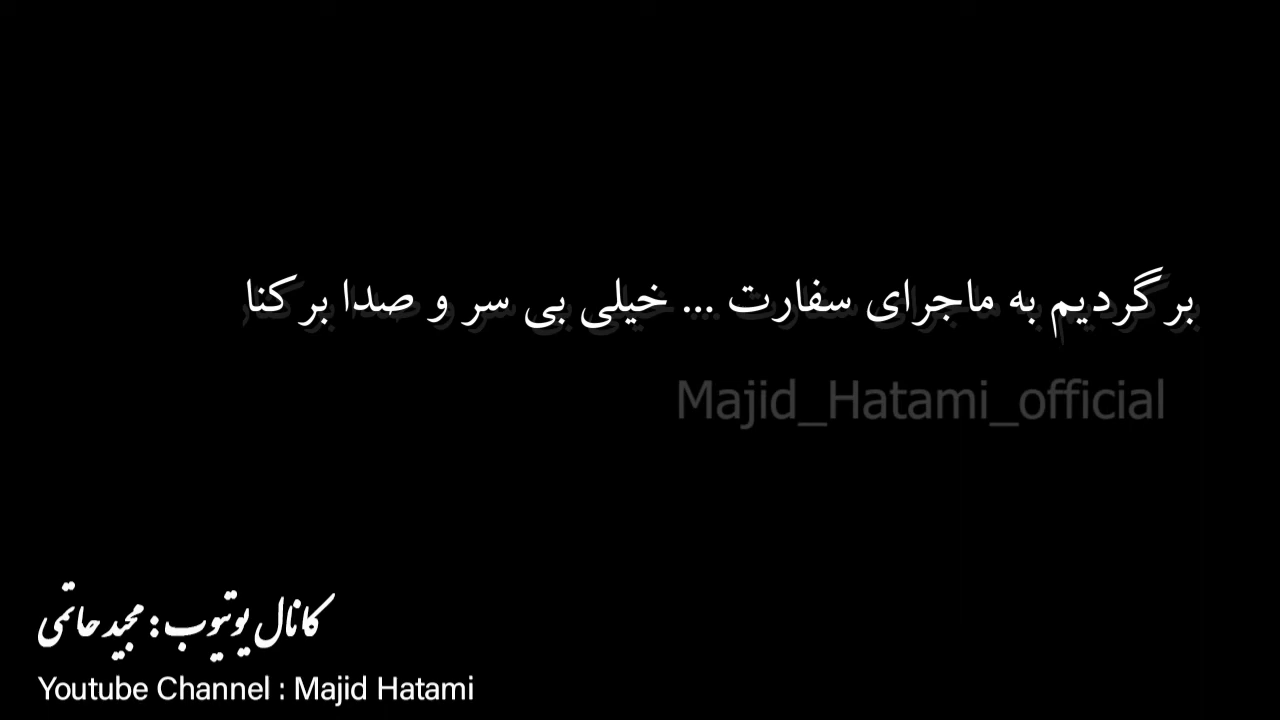 برگردیم به ماجرای سفارت ... خیلی بی سر و صدا برکنا
Majid_Hatami_official
کانال یوتیوب : مجید حاتمی
Youtube Channel : Majid Hatami